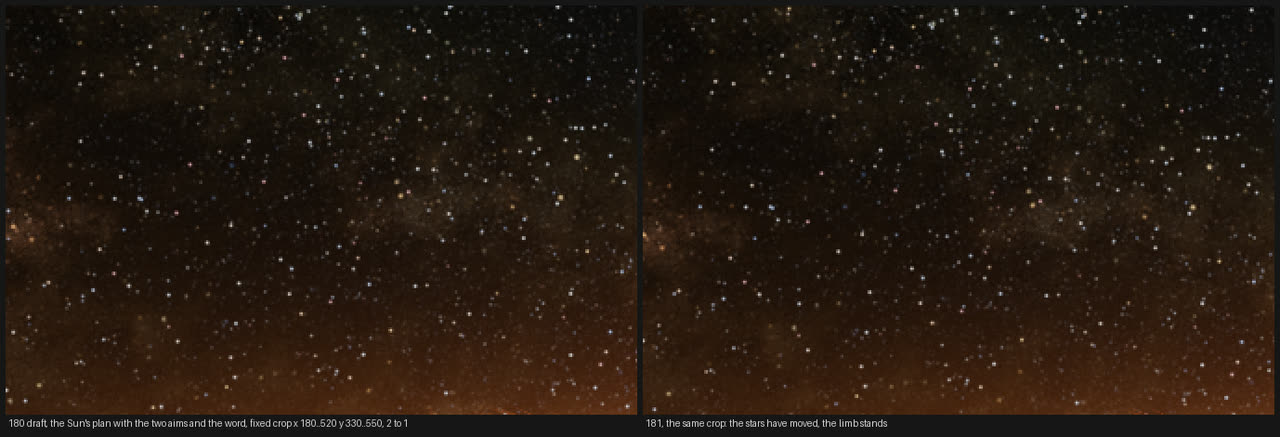 180 draft, the Sun's plan with the two aims and the word, fixed crop x 180..520 y 330..550, 2 to 1
181, the same crop: the stars have moved, the limb stands